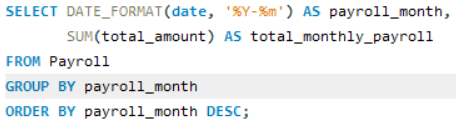 SELECT DATE_FORMAT(date, '%Y-%m') AS payroll_month,
SUM(total_amount) AS total_monthly_payroll
FROM Payroll
GROUP BY payroll_month
ORDER BY payroll_month DESC;